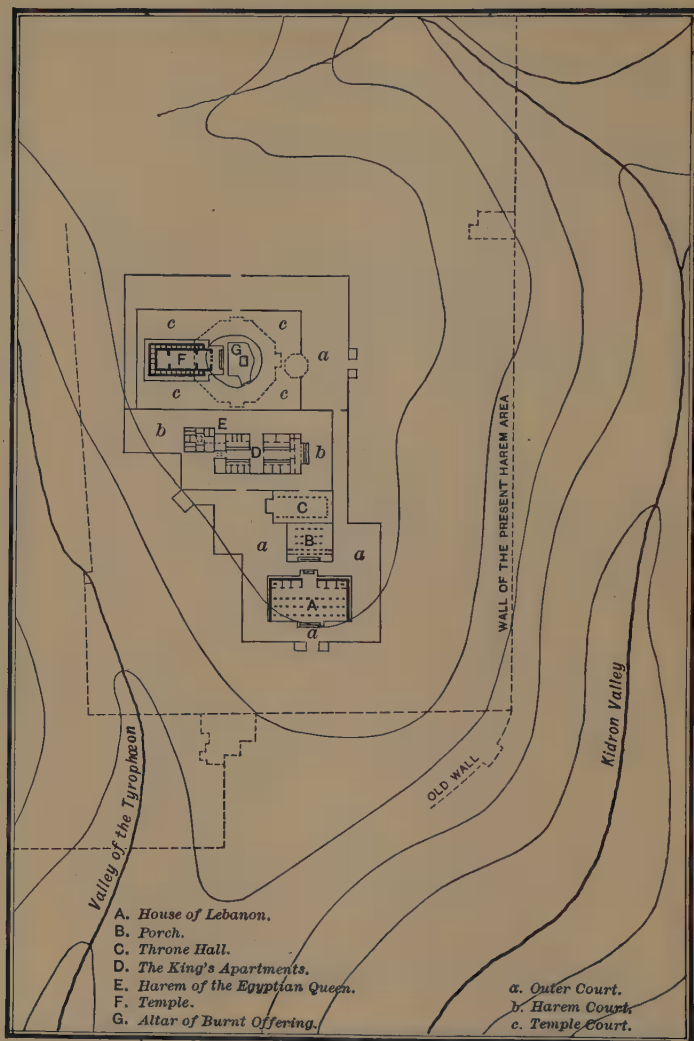 c
c
F
G
a
c
c
E
b
D
b
C
B
a
a
A
a
WALL OF THE PRESENT HAREM AREA
Kidron Valley
OLD WALL
Valley of the Tyrophœon
A. House of Lebanon.
B. Porch.
C. Throne Hall.
D. The King's Apartments.
E. Harem of the Egyptian Queen.
F. Temple.
G. Altar of Burnt Offering.
a. Outer Court.
b. Harem Court.
c. Temple Court.